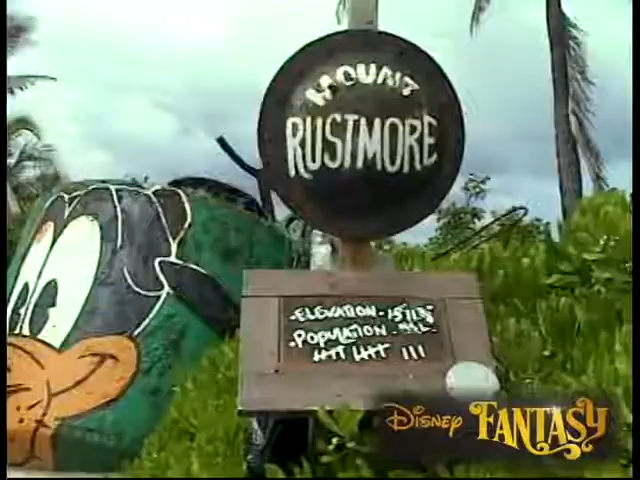 MOUNT
RUSTMORE
ELEVATION-
POPULATION-
Disney FANTASY